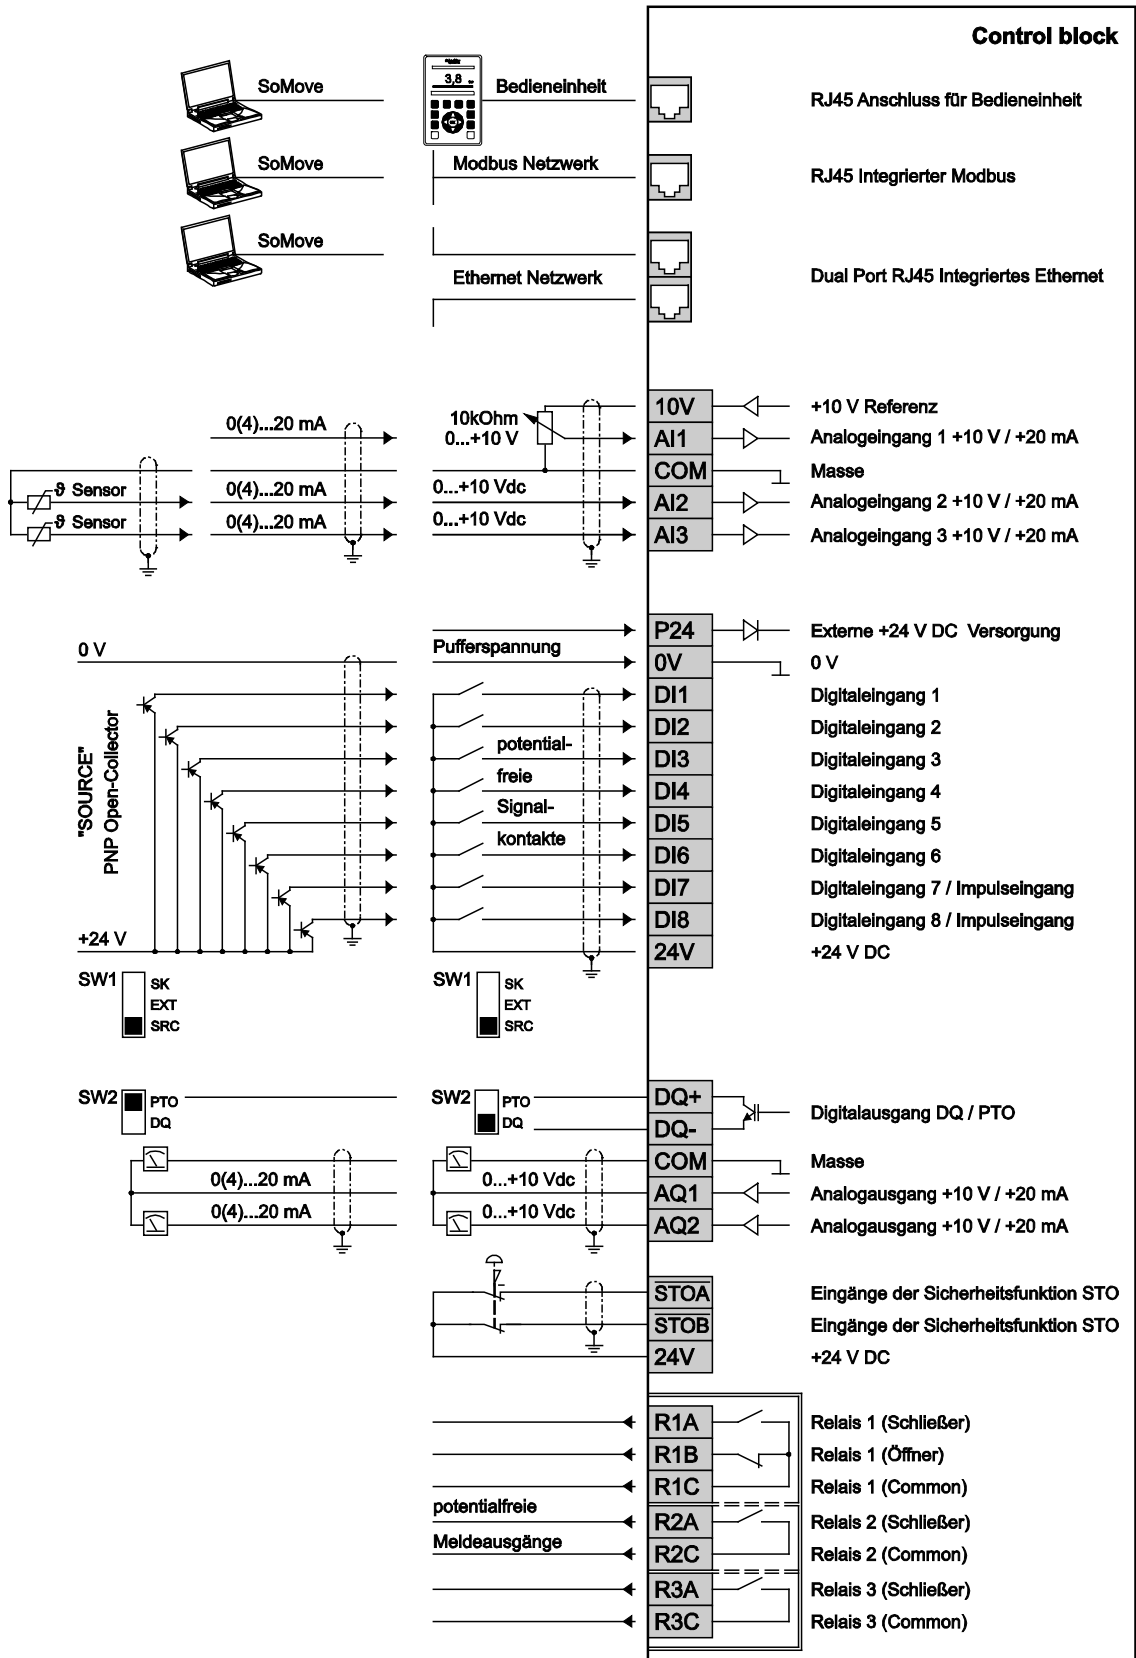 Control block
SoMove
3,8
Bedieneinheit
RJ45 Anschluss für Bedieneinheit
SoMove
Modbus Netzwerk
RJ45 Integrierter Modbus
SoMove
Ethernet Netzwerk
Dual Port RJ45 Integriertes Ethernet
10kOhm
10V
+10 V Referenz
0(4)...20 mA
0...+10 V
AI1
Analogeingang 1 +10 V / +20 mA
COM
Masse
ϑ Sensor
0(4)...20 mA
0...+10 Vdc
AI2
Analogeingang 2 +10 V / +20 mA
ϑ Sensor
0(4)...20 mA
0...+10 Vdc
AI3
Analogeingang 3 +10 V / +20 mA
P24
Externe +24 V DC Versorgung
0 V
Pufferspannung
0V
0 V
DI1
Digitaleingang 1
DI2
Digitaleingang 2
"SOURCE"
PNP Open-Collector
potential-
freie
Signal-
kontakte
DI3
Digitaleingang 3
DI4
Digitaleingang 4
DI5
Digitaleingang 5
DI6
Digitaleingang 6
DI7
Digitaleingang 7 / Impulseingang
DI8
Digitaleingang 8 / Impulseingang
+24 V
24V
+24 V DC
SW1
SK
EXT
SRC
SW1
SK
EXT
SRC
SW2
PTO
DQ
SW2
PTO
DQ
DQ+
DQ-
Digitalausgang DQ / PTO
COM
Masse
0(4)...20 mA
0...+10 Vdc
AQ1
Analogausgang +10 V / +20 mA
0(4)...20 mA
0...+10 Vdc
AQ2
Analogausgang +10 V / +20 mA
STOA
Eingänge der Sicherheitsfunktion STO
STOB
Eingänge der Sicherheitsfunktion STO
24V
+24 V DC
R1A
Relais 1 (Schließer)
R1B
Relais 1 (Öffner)
R1C
Relais 1 (Common)
potentialfreie
Meldeausgänge
R2A
Relais 2 (Schließer)
R2C
Relais 2 (Common)
R3A
Relais 3 (Schließer)
R3C
Relais 3 (Common)